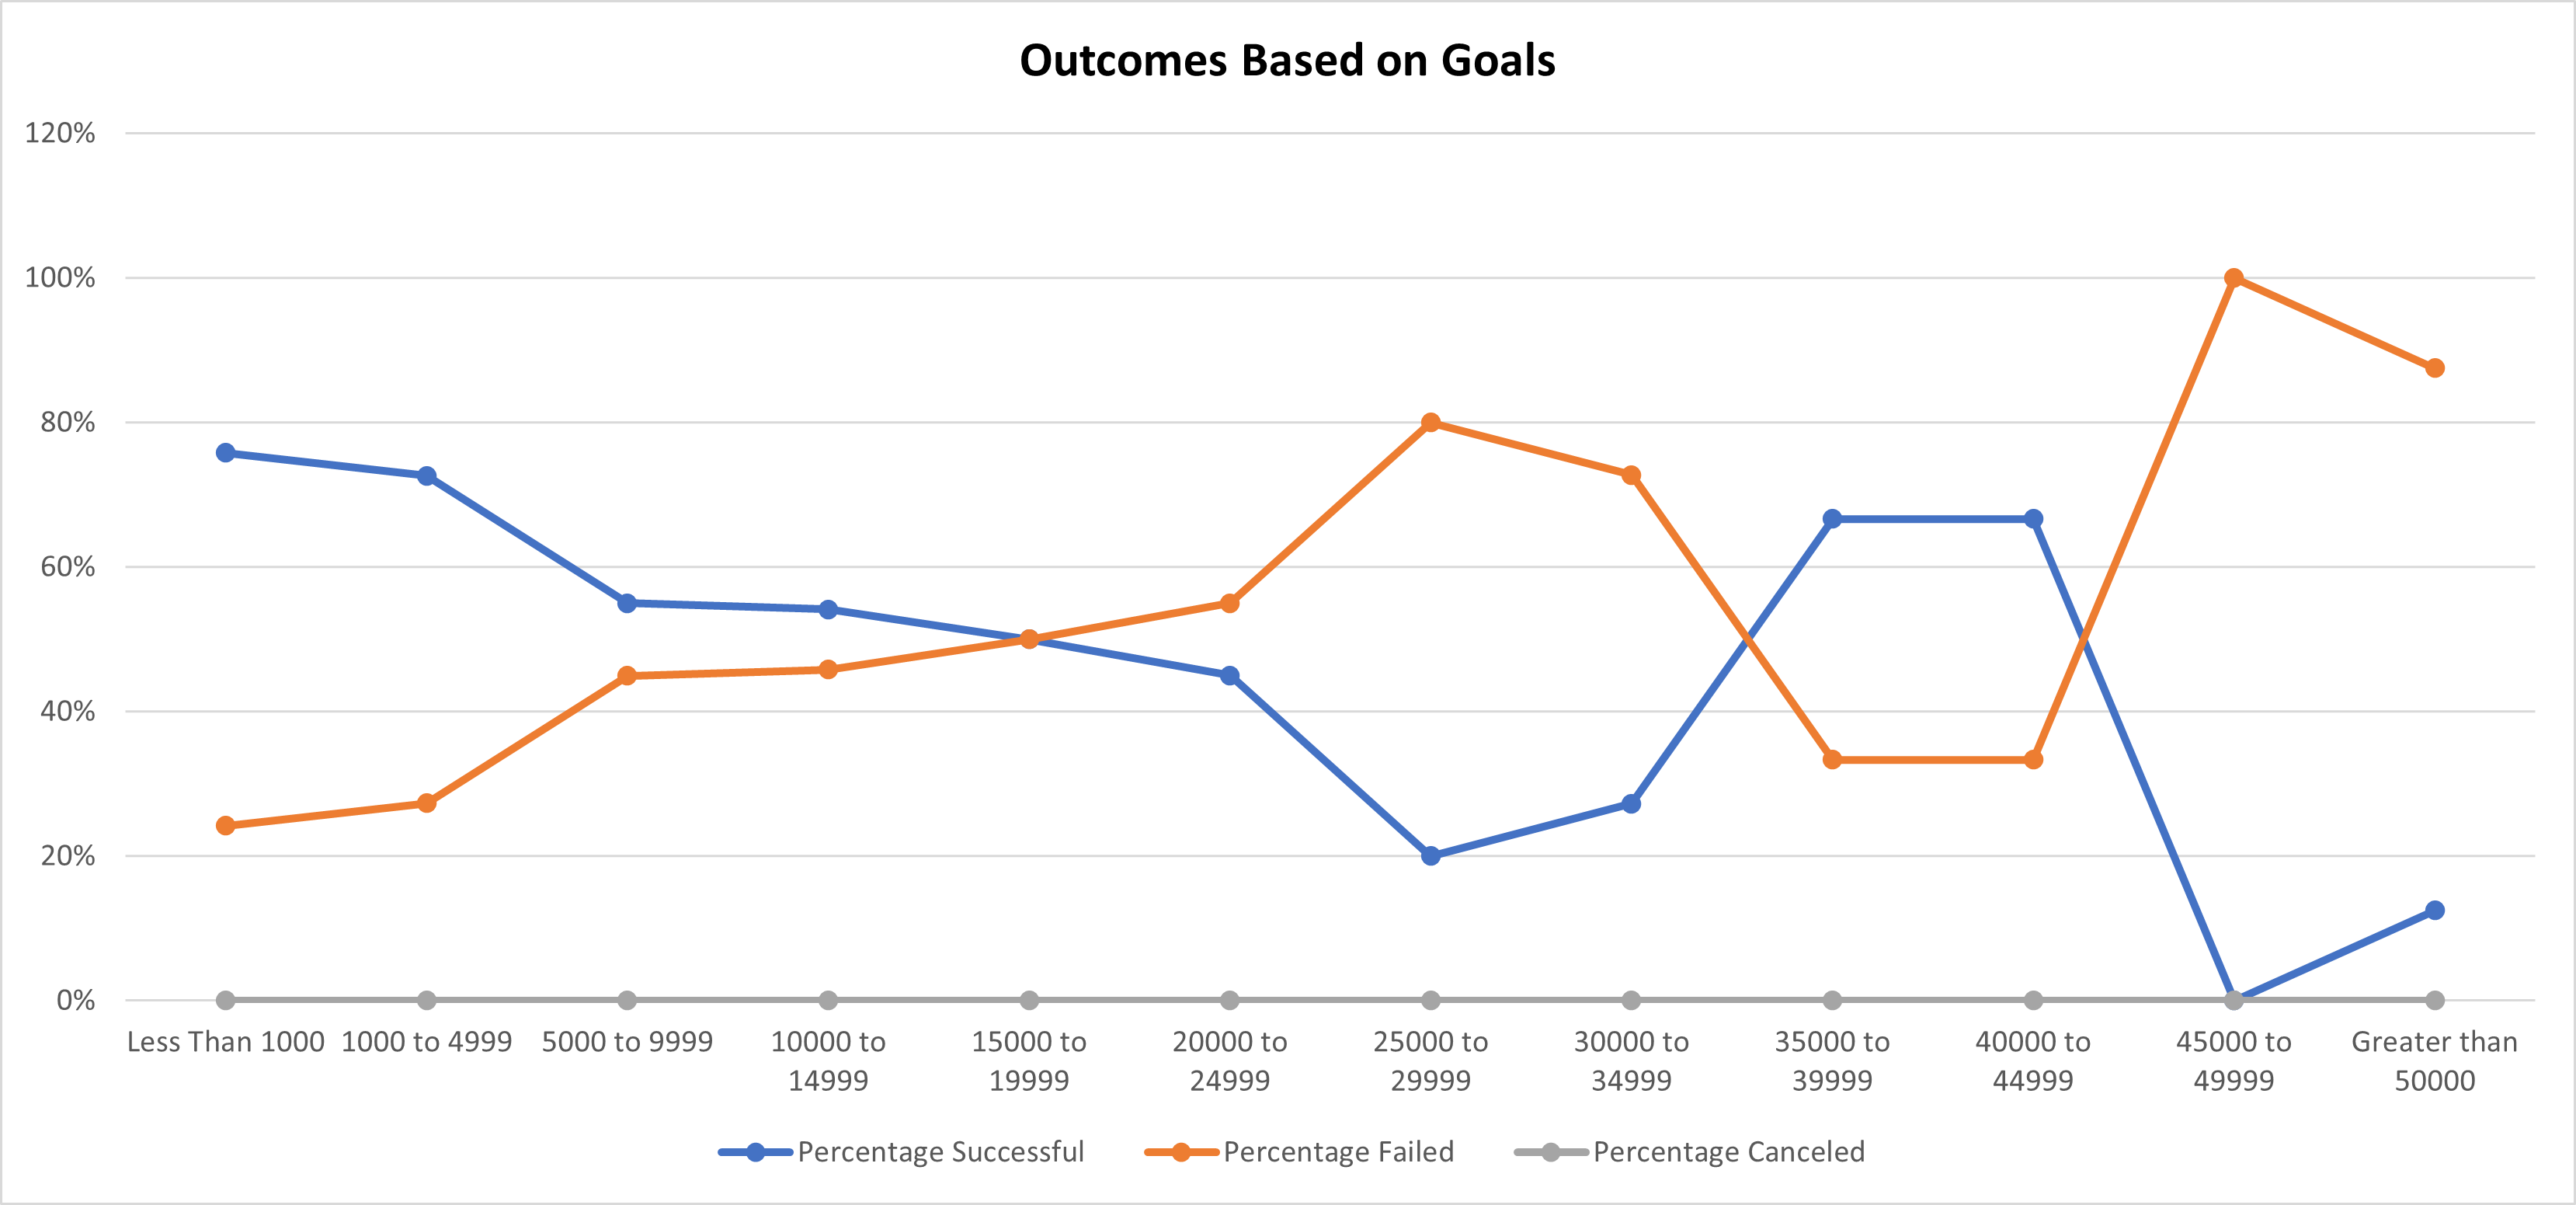 Outcomes Based on Goals
120%
100%
80%
60%
40%
20%
0%
Less Than 1000
1000 to 4999
5000 to 9999
10000 to
14999
15000 to
19999
20000 to
24999
25000 to
29999
30000 to
34999
35000 to
39999
40000 to
44999
45000 to
49999
Greater than
50000
Percentage Successful
Percentage Failed
Percentage Canceled